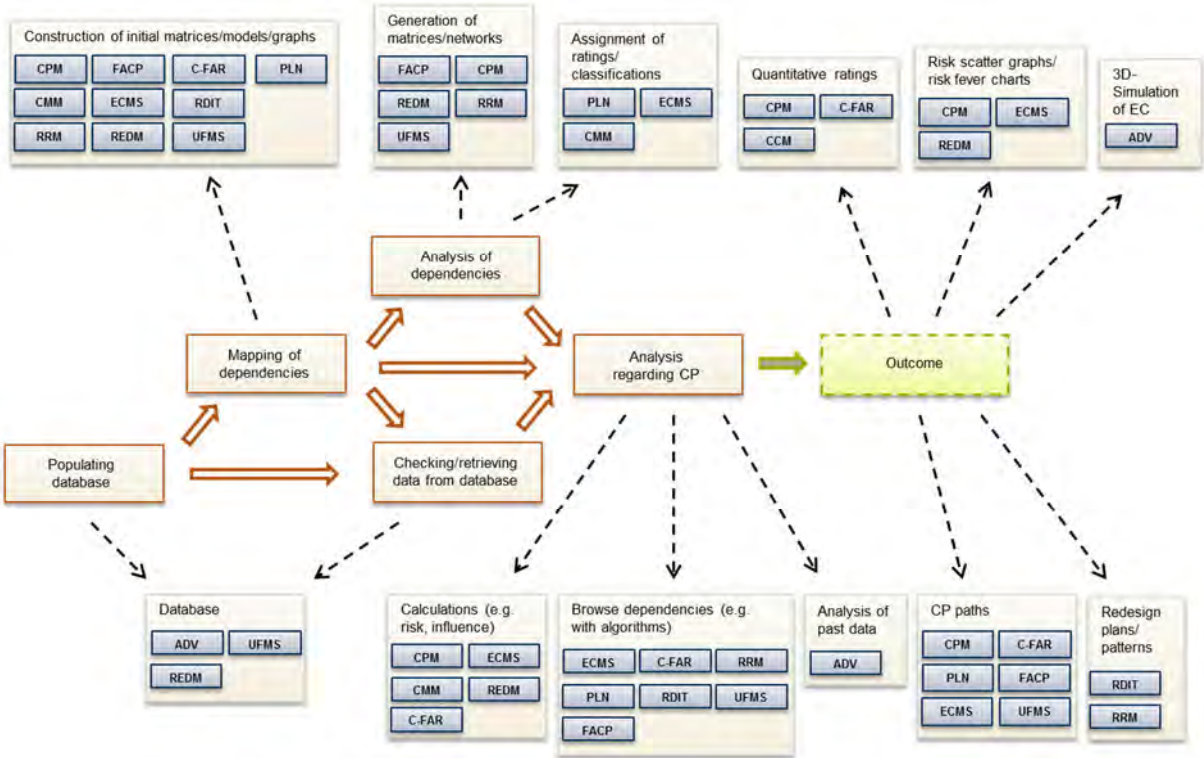 Construction of initial matrices/models/graphs
CPM
FACP
C-FAR
PLN
CMM
ECMS
RDIT
RRM
REDM
UFMS
Generation of
matrices/networks
FACP
CPM
REDM
RRM
UFMS
Assignment of
ratings/
classifications
PLN
ECMS
CMM
Quantitative ratings
CPM
C-FAR
CCM
Risk scatter graphs/
risk fever charts
CPM
ECMS
REDM
3D-
Simulation
of EC
ADV
Analysis of
dependencies
Mapping of
dependencies
Analysis
regarding CP
Outcome
Populating
database
Checking/retrieving
data from database
Database
ADV
UFMS
REDM
Calculations (e.g.
risk, influence)
CPM
ECMS
CMM
REDM
C-FAR
Browse dependencies (e.g.
with algorithms)
ECMS
C-FAR
RRM
PLN
RDIT
UFMS
FACP
Analysis of
past data
ADV
CP paths
CPM
C-FAR
PLN
FACP
ECMS
UFMS
Redesign
plans/
patterns
RDIT
RRM